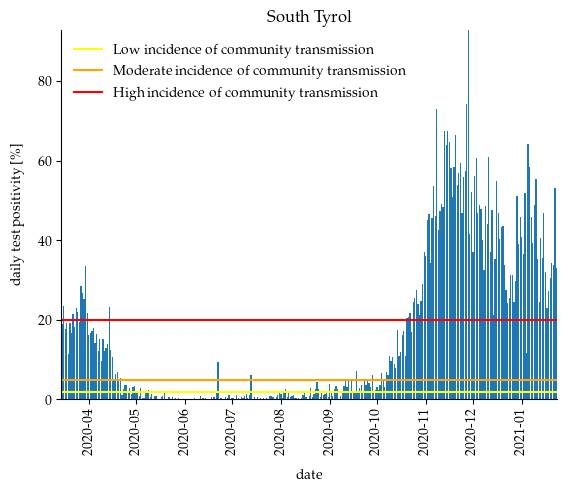 South Tyrol
Low incidence of community transmission
Moderate incidence of community transmission
High incidence of community transmission
daily test positivity [%]
80
60
40
20
0
2020-04
2020-05
2020-06
2020-07
2020-08
2020-09
2020-10
2020-11
2020-12
2021-01
date